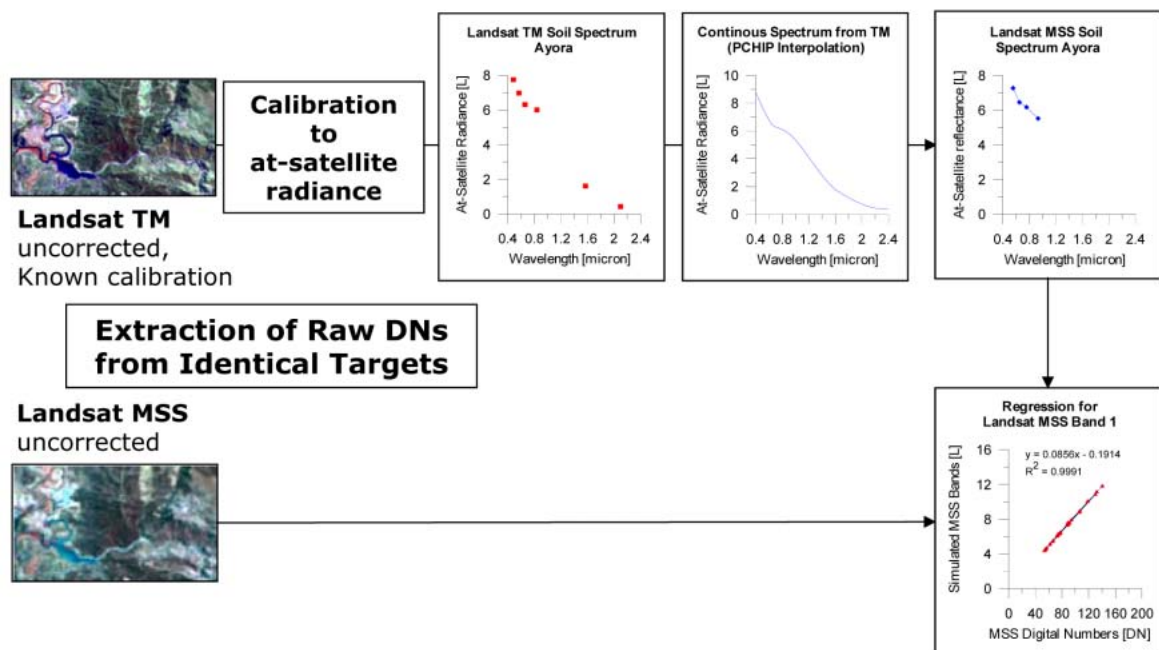 Landsat TM
uncorrected,
Known calibration
Calibration
to
at-satellite
radiance
Landsat TM Soil Spectrum
Ayora
At-Satellite Radiance [L]
8
6
4
2
0
0.4 0.8 1.2 1.6 2 2.4
Wavelength [micron]
Continous Spectrum from TM
(PCHIP Interpolation)
At-Satellite Radiance [L]
10
8
6
4
2
0
0.4 0.8 1.2 1.6 2 2.4
Wavelength [micron]
Landsat MSS Soil
Spectrum Ayora
At-Satellite reflectance [L]
8
6
4
2
0
0.4 0.8 1.2 1.6 2 2.4
Wavelength [micron]
Extraction of Raw DNs
from Identical Targets
Landsat MSS
uncorrected
Regression for
Landsat MSS Band 1
y = 0.0856x - 0.1914
R² = 0.9991
Simulated MSS Bands [L]
16
12
8
4
0
0 40 80 120 160 200
MSS Digital Numbers [DN]